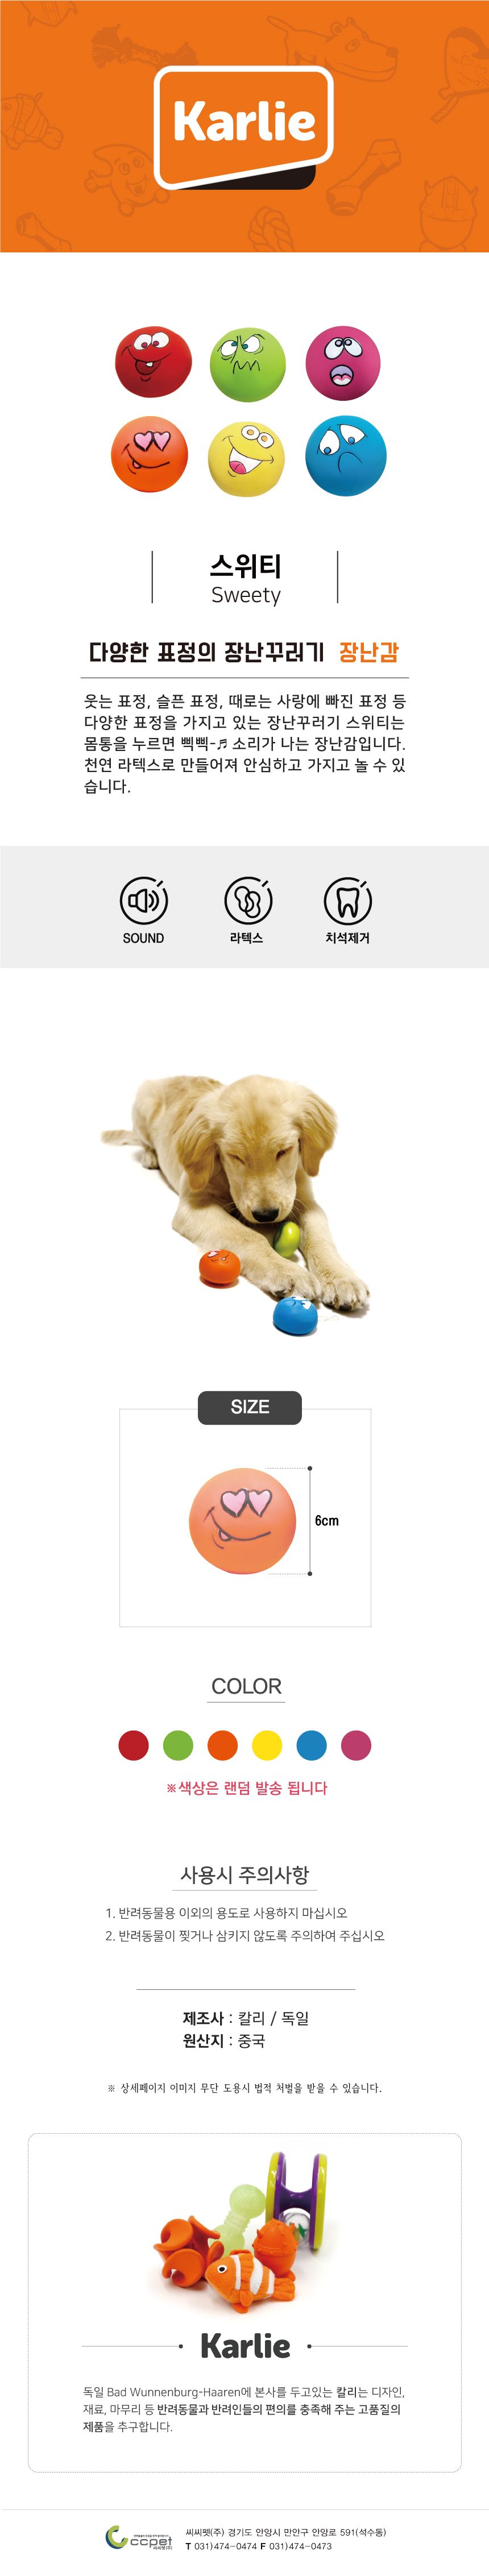 Karlie
스위티
Sweety
다양한 표정의 장난꾸러기 장난감
웃는 표정, 슬픈 표정, 때로는 사랑에 빠진 표정 등
다양한 표정을 가지고 있는 장난꾸러기 스위티는
몸통을 누르면 삑삑-♬ 소리가 나는 장난감입니다.
천연 라텍스로 만들어져 안심하고 가지고 놀 수 있
습니다.
SOUND
라텍스
치석제거
SIZE
6cm
COLOR
※색상은 랜덤 발송 됩니다
사용시 주의사항
1. 반려동물용 이외의 용도로 사용하지 마십시오
2. 반려동물이 찢거나 삼키지 않도록 주의하여 주십시오
제조사 : 칼리 / 독일
원산지 : 중국
※ 상세페이지 이미지 무단 도용시 법적 처벌을 받을 수 있습니다.
Karlie
독일 Bad Wunnenburg-Haaren에 본사를 두고있는 칼리는 디자인,
재료, 마무리 등 반려동물과 반려인들의 편의를 충족해 주는 고품질의
제품을 추구합니다.
ccpet
씨씨펫(주)
씨씨펫(주) 경기도 안양시 만안구 안양로 591(석수동)
T 031)474-0474 F 031)474-0473